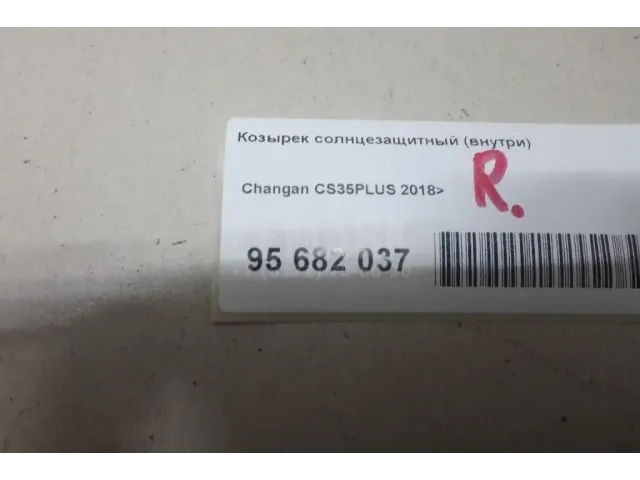 Козырек солнцезащитный (внутри)
R.
Changan CS35PLUS 2018>
95 682 037